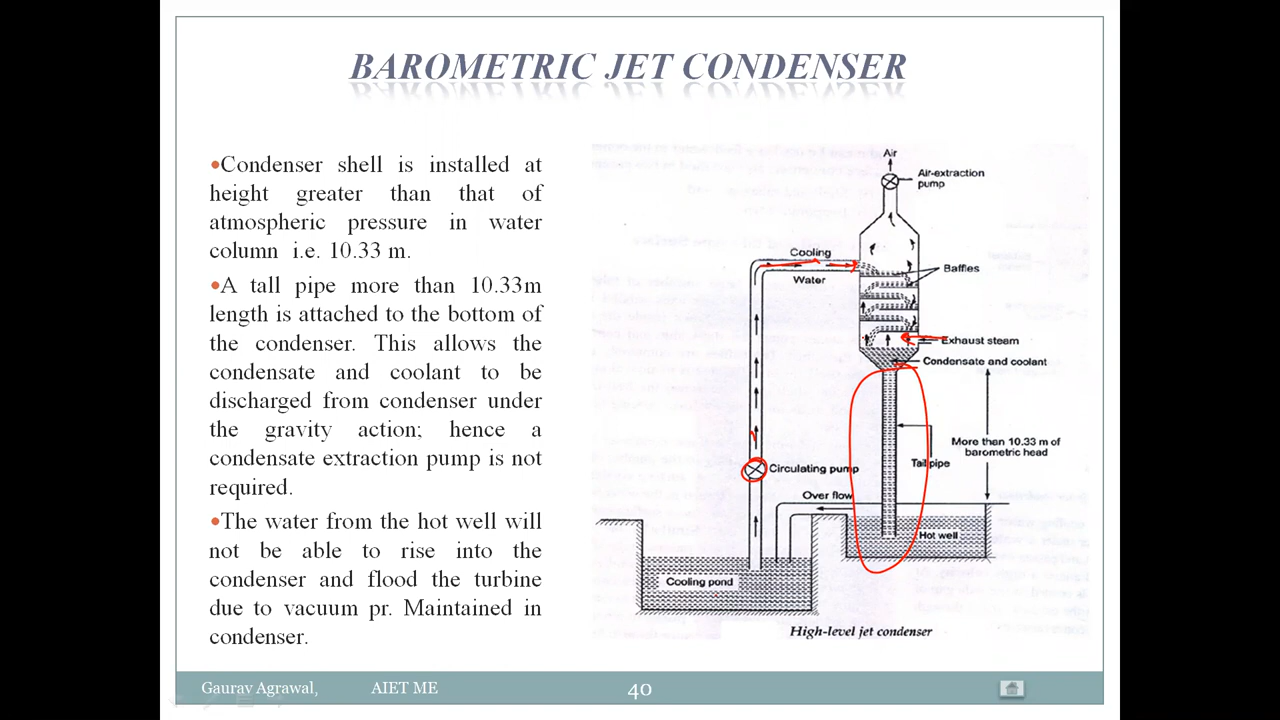 BAROMETRIC JET CONDENSER
•Condenser shell is installed at
height greater than that of
atmospheric pressure in water
column i.e. 10.33 m.
•A tall pipe more than 10.33m
length is attached to the bottom of
the condenser. This allows the
condensate and coolant to be
discharged from condenser under
the gravity action; hence a
condensate extraction pump is not
required.
•The water from the hot well will
not be able to rise into the
condenser and flood the turbine
due to vacuum pr. Maintained in
condenser.
Air
Air-extraction
pump
Cooling
Water
Baffles
Exhaust steam
Condensate and coolant
More than 10.33 m of
barometric head
Tail pipe
Circulating pump
Over flow
Hot well
Cooling pond
High-level jet condenser
Gaurav Agrawal, AIET ME
40